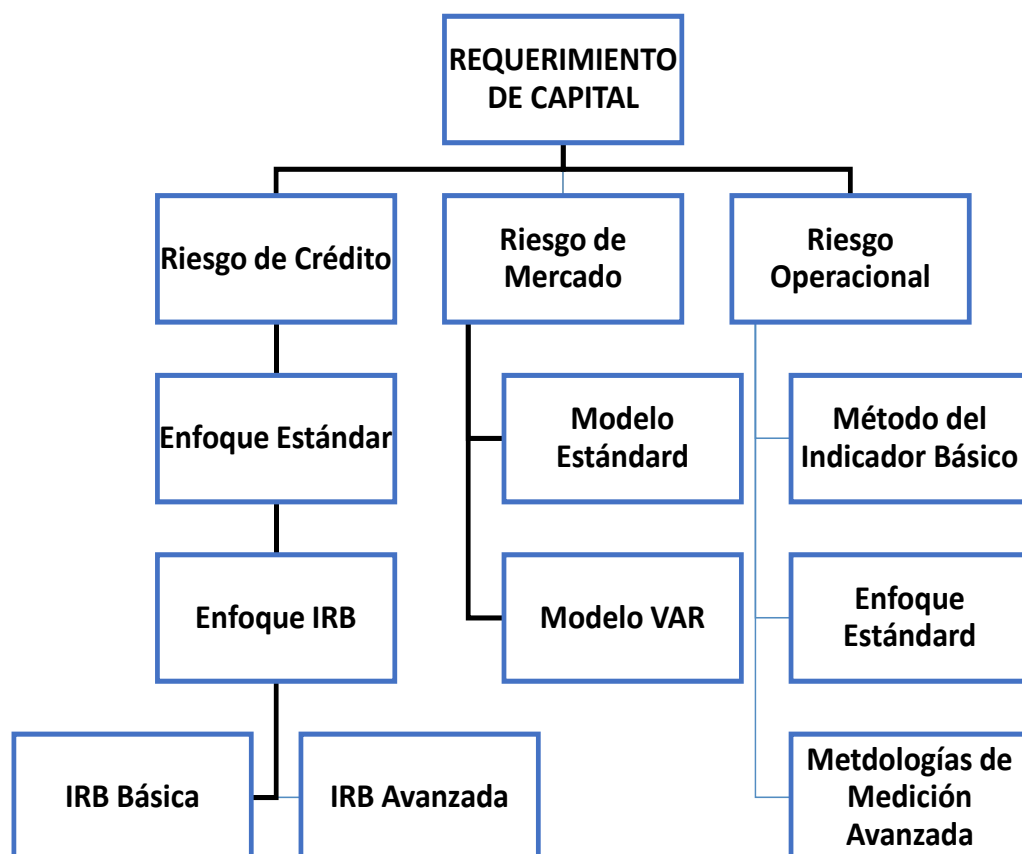 REQUERIMIENTO
DE CAPITAL
Riesgo de Crédito
Riesgo de
Mercado
Riesgo
Operacional
Enfoque Estándar
Modelo
Estándard
Método del
Indicador Básico
Enfoque IRB
Modelo VAR
Enfoque
Estándard
IRB Básica
IRB Avanzada
Metdologías de
Medición
Avanzada